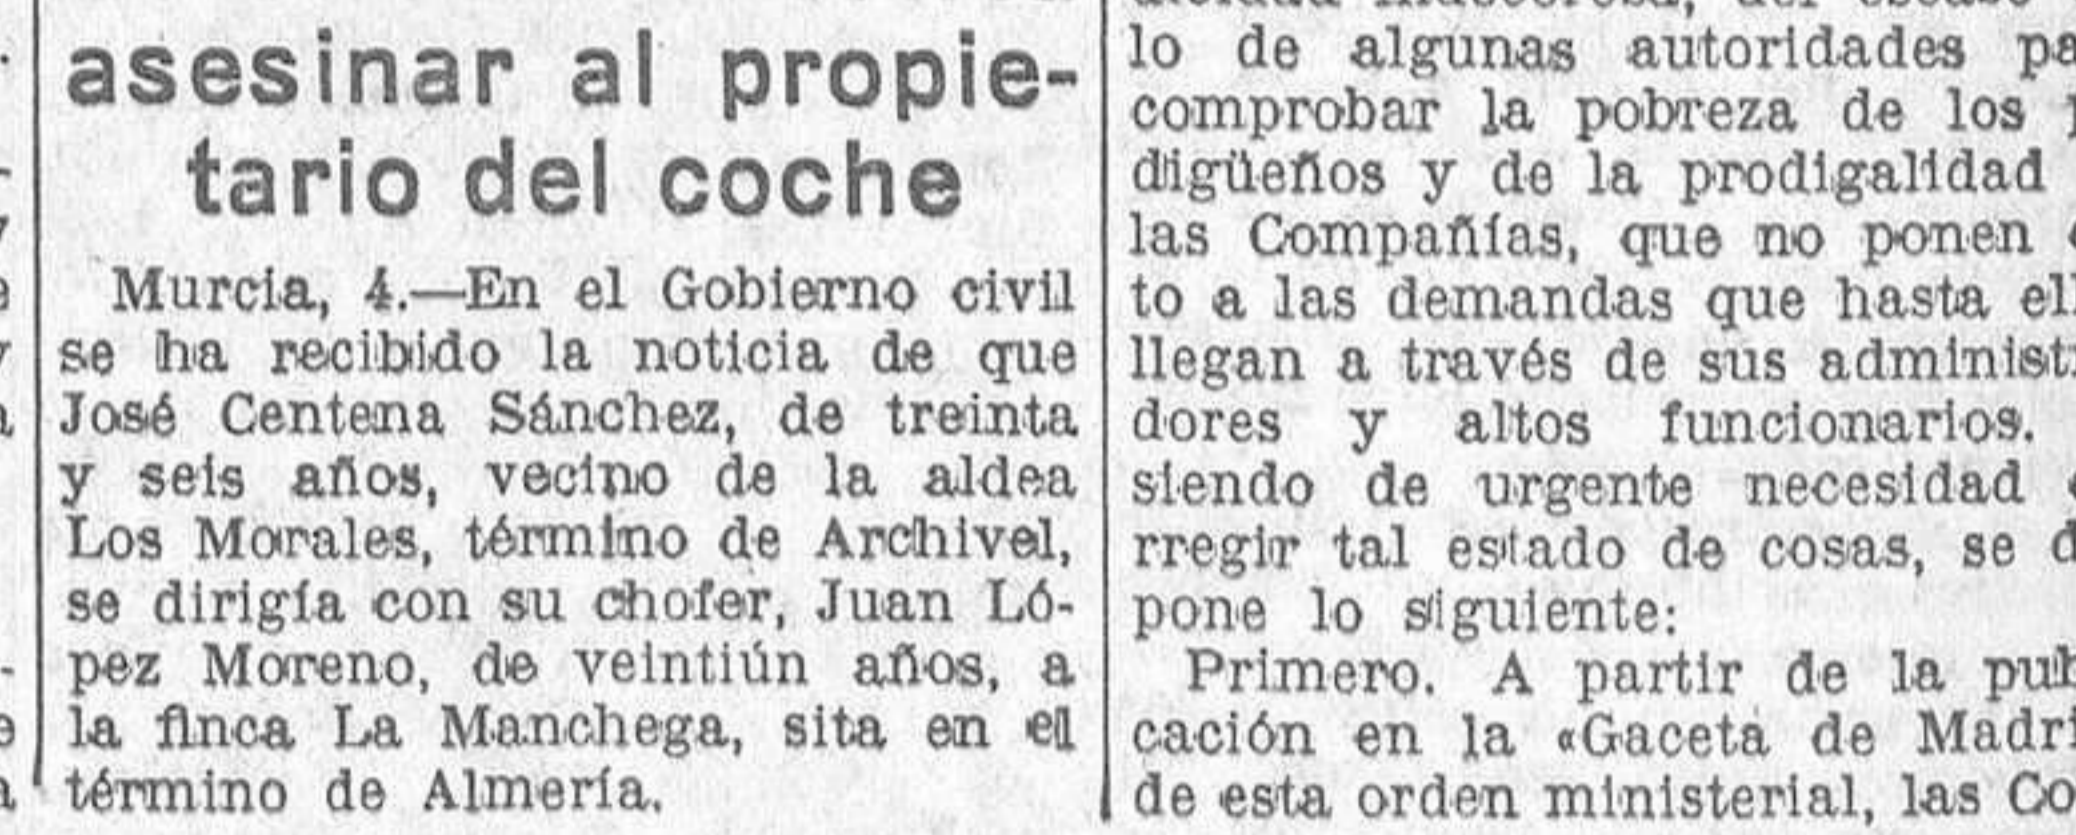 asesinar al propie-
tario del coche
Murcia, 4.—En el Gobierno civil
se ha recibido la noticia de que
José Centena Sánchez, de treinta
y seis años, vecino de la aldea
Los Morales, término de Archivel,
se dirigía con su chofer, Juan Ló-
pez Moreno, de veintiún años, a
la finca La Manchega, sita en el
término de Almería.
lo de algunas autoridades pa
comprobar la pobreza de los
digüeños y de la prodigalidad
las Compañías, que no ponen
to a las demandas que hasta ell
llegan a través de sus administr
dores y altos funcionarios.
siendo de urgente necesidad
rregir tal estado de cosas, se d
pone lo siguiente:
Primero. A partir de la pub
cación en la «Gaceta de Madri
de esta orden ministerial, las Co